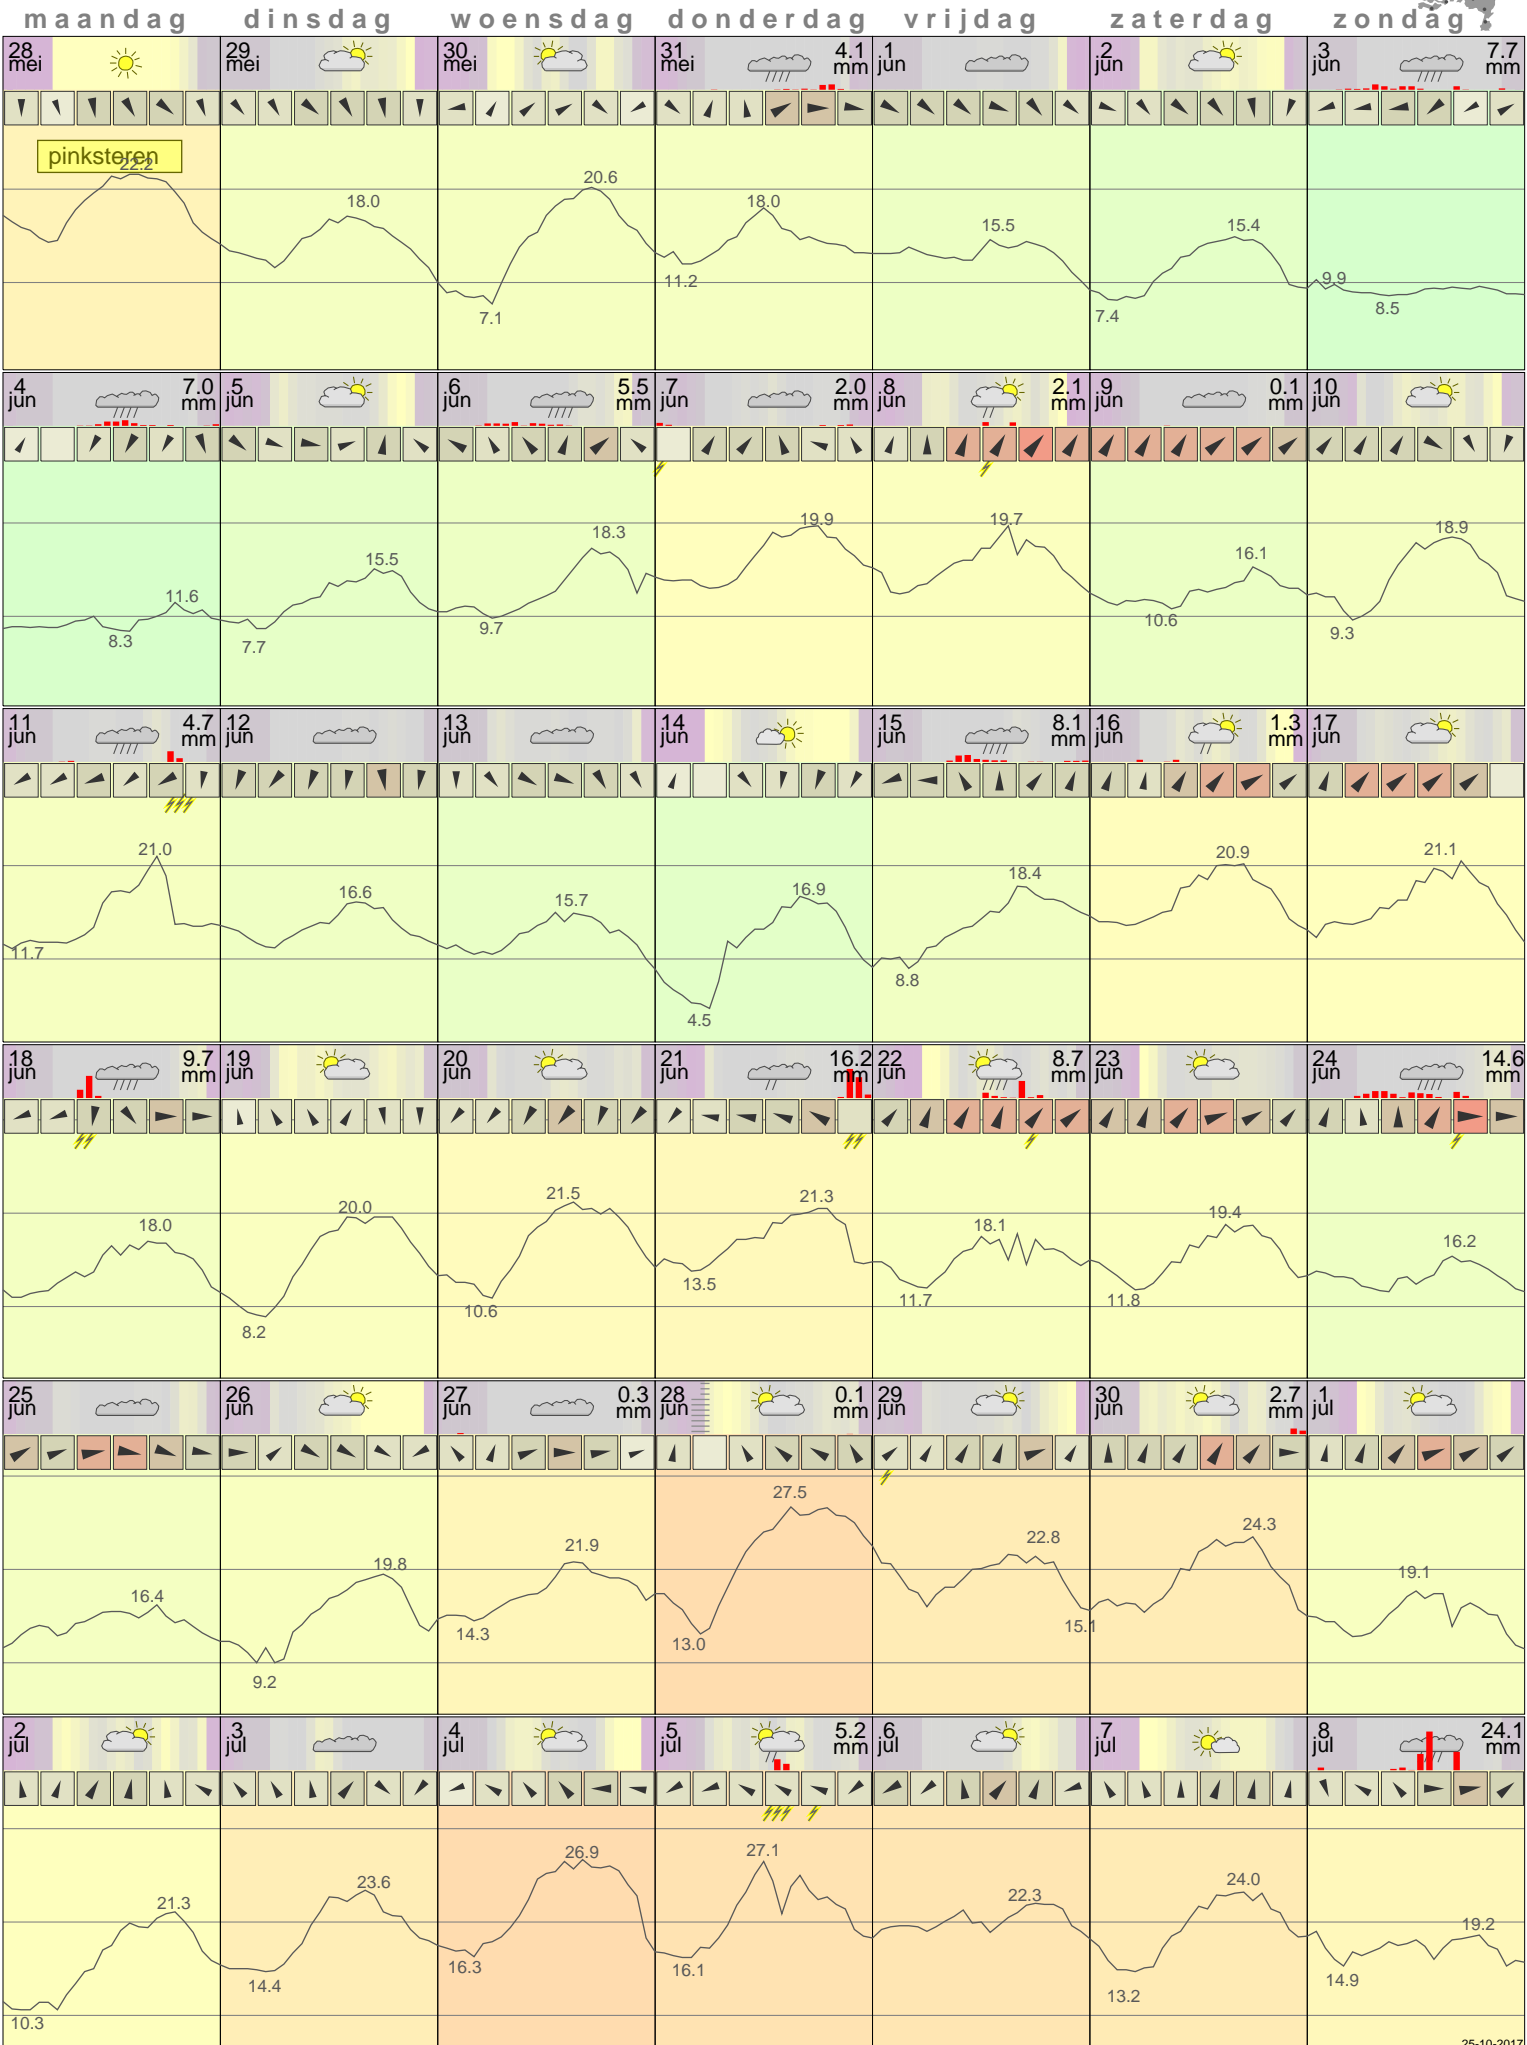 maandag dinsdag woensdag donderdag vrijdag zaterdag zondag
28 mei 29 mei 30 mei 31 mei 4.1 mm 1 jun 2 jun 3 jun 7.7 mm
pinksteren
22.2 18.0 20.6 18.0 15.5 15.4 9.9
7.1 11.2 7.4 8.5
4 jun 7.0 mm 5 jun 6 jun 5.5 mm 7 jun 2.0 mm 8 jun 2.1 mm 9 jun 0.1 mm 10 jun
11.6 15.5 18.3 19.9 19.7 16.1 18.9
8.3 7.7 9.7 10.6 9.3
11 jun 4.7 mm 12 jun 13 jun 14 jun 15 jun 8.1 mm 16 jun 1.3 mm 17 jun
21.0 16.6 15.7 16.9 18.4 20.9 21.1
11.7 4.5 8.8
18 jun 9.7 mm 19 jun 20 jun 21 jun 16.2 mm 22 jun 8.7 mm 23 jun 24 jun 14.6 mm
18.0 20.0 21.5 21.3 18.1 19.4 16.2
8.2 10.6 13.5 11.7 11.8
25 jun 26 jun 27 jun 0.3 mm 28 jun 0.1 mm 29 jun 30 jun 2.7 mm 1 jul
16.4 19.8 21.9 27.5 22.8 24.3 19.1
9.2 14.3 13.0 15.1
2 jul 3 jul 4 jul 5 jul 5.2 mm 6 jul 7 jul 8 jul 24.1 mm
21.3 23.6 26.9 27.1 22.3 24.0 19.2
10.3 14.4 16.3 16.1 13.2 14.9
25-10-2017